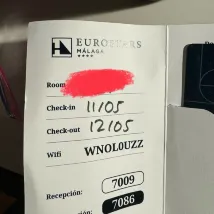 EUROSTARS
MÁLAGA
★★★★
Room
Check-in 11/05
Check-out 12/05
Wifi WNOL0UZZ
Recepción: 7009
7086